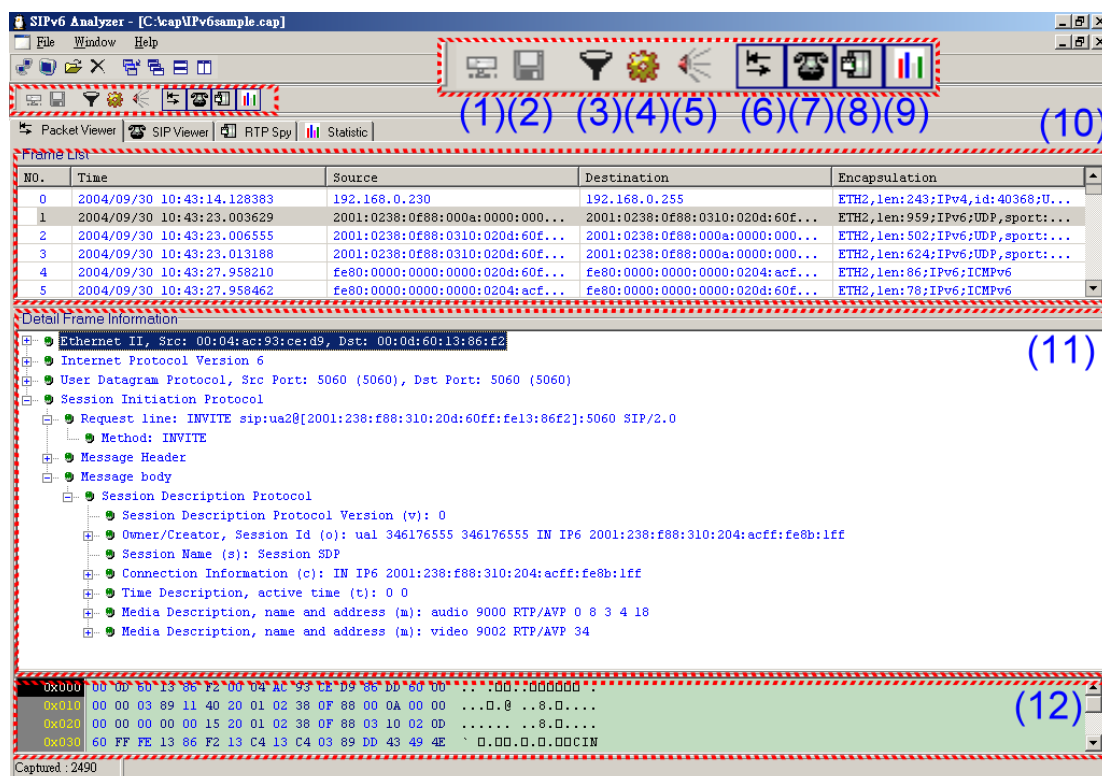 SIPv6 Analyzer - [C:\cap\IPv6sample.cap]
File Window Help
(1)(2) (3)(4)(5) (6)(7)(8)(9)
Packet Viewer SIP Viewer RTP Spy Statistic
(10)
Frame List
NO. Time Source Destination Encapsulation
0 2004/09/30 10:43:14.128383 192.168.0.230 192.168.0.255 ETH2,len:243;IPv4,id:40368;U...
1 2004/09/30 10:43:23.003629 2001:0238:0f88:000a:0000:000... 2001:0238:0f88:0310:020d:60f... ETH2,len:959;IPv6;UDP,sport:...
2 2004/09/30 10:43:23.006555 2001:0238:0f88:0310:020d:60f... 2001:0238:0f88:000a:0000:000... ETH2,len:502;IPv6;UDP,sport:...
3 2004/09/30 10:43:23.013188 2001:0238:0f88:0310:020d:60f... 2001:0238:0f88:000a:0000:000... ETH2,len:624;IPv6;UDP,sport:...
4 2004/09/30 10:43:27.958210 fe80:0000:0000:0000:020d:60f... fe80:0000:0000:0000:0204:acf... ETH2,len:86;IPv6;ICMPv6
5 2004/09/30 10:43:27.958462 fe80:0000:0000:0000:0204:acf... fe80:0000:0000:0000:020d:60f... ETH2,len:78;IPv6;ICMPv6
Detail Frame Information
(11)
Ethernet II, Src: 00:04:ac:93:ce:d9, Dst: 00:0d:60:13:86:f2
Internet Protocol Version 6
User Datagram Protocol, Src Port: 5060 (5060), Dst Port: 5060 (5060)
Session Initiation Protocol
Request line: INVITE sip:ua2@[2001:238:f88:310:20d:60ff:fe13:86f2]:5060 SIP/2.0
Method: INVITE
Message Header
Message body
Session Description Protocol
Session Description Protocol Version (v): 0
Owner/Creator, Session Id (o): ua1 346176555 346176555 IN IP6 2001:238:f88:310:204:acff:fe8b:1ff
Session Name (s): Session SDP
Connection Information (c): IN IP6 2001:238:f88:310:204:acff:fe8b:1ff
Time Description, active time (t): 0 0
Media Description, name and address (m): audio 9000 RTP/AVP 0 8 3 4 18
Media Description, name and address (m): video 9002 RTP/AVP 34
0x000 00 0D 60 13 86 F2 00 04 AC 93 CE D9 86 DD 60 00
0x010 00 00 03 89 11 40 20 01 02 38 0F 88 00 0A 00 00 ...□.@ ..8.□....
0x020 00 00 00 00 00 15 20 01 02 38 0F 88 03 10 02 0D ...... ..8.□....
0x030 60 FF FE 13 86 F2 13 C4 13 C4 03 89 DD 43 49 4E ` □.□□.□.□.□□CIN
(12)
Captured : 2490